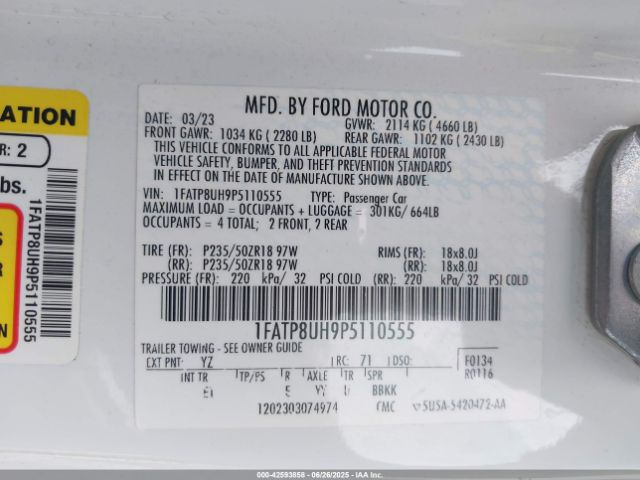 ATION
R: 2
lbs.
1FATP8UH9P5110555
MFD. BY FORD MOTOR CO.
DATE: 03/23 GVWR: 2114 KG ( 4660 LB)
FRONT GAWR: 1034 KG ( 2280 LB) REAR GAWR: 1102 KG ( 2430 LB)
THIS VEHICLE CONFORMS TO ALL APPLICABLE FEDERAL MOTOR
VEHICLE SAFETY, BUMPER, AND THEFT PREVENTION STANDARDS
IN EFFECT ON THE DATE OF MANUFACTURE SHOWN ABOVE.
VIN: 1FATP8UH9P5110555 TYPE: Passenger Car
MAXIMUM LOAD = OCCUPANTS + LUGGAGE = 301KG/ 664LB
OCCUPANTS = 4 TOTAL; 2 FRONT, 2 REAR
TIRE (FR): P235/50ZR18 97W RIMS (FR): 18x8.0J
(RR): P235/50ZR18 97W (RR): 18x8.0J
PRESSURE (FR): 220 kPa/ 32 PSI COLD (RR): 220 kPa/ 32 PSI COLD
1FATP8UH9P5110555
TRAILER TOWING - SEE OWNER GUIDE
EXT PNT: YZ RC: 71 DSO: F0134
INT TR TP/PS R AXLE TR SPR R0116
BBKK
1202303074974 5USA-5420472-AA
000-42593858 - 06/26/2025 - IAAI.COM